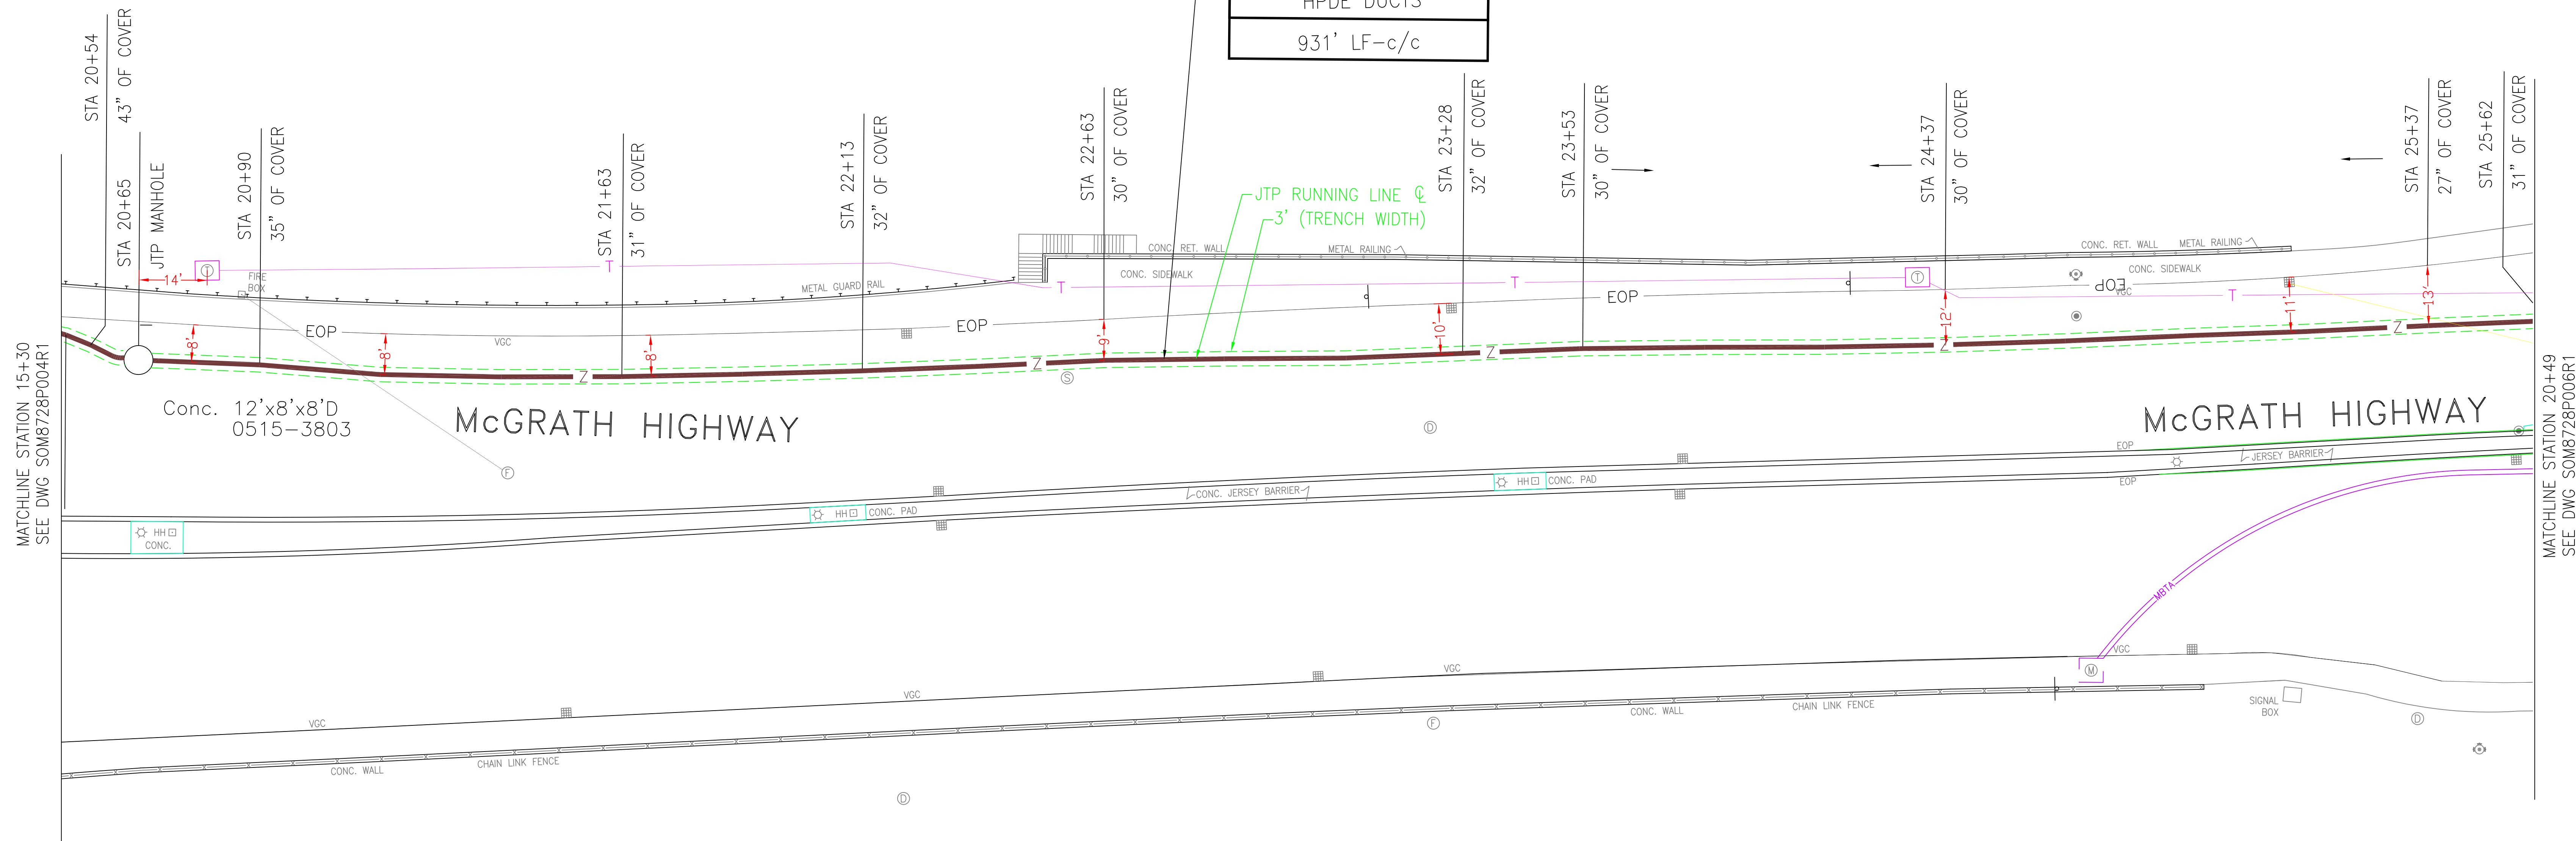 HPDE DUCTS
931' LF-c/c
STA 20+54
43" OF COVER
STA 20+65
JTP MANHOLE
STA 20+90
35" OF COVER
STA 21+63
31" OF COVER
STA 22+13
32" OF COVER
STA 22+63
30" OF COVER
STA 23+28
32" OF COVER
STA 23+53
30" OF COVER
STA 24+37
30" OF COVER
STA 25+37
27" OF COVER
STA 25+62
31" OF COVER
JTP RUNNING LINE ℄
3' (TRENCH WIDTH)
14'
T
FIRE
BOX
T
METAL GUARD RAIL
CONC. RET. WALL
METAL RAILING
CONC. SIDEWALK
T
T
T
CONC. RET. WALL
METAL RAILING
CONC. SIDEWALK
EOP
VGC
T
EOP
VGC
EOP
EOP
8'
8'
8'
9'
10'
12'
11'
13'
Z
Z
Z
Z
Z
S
MATCHLINE STATION 15+30
SEE DWG SOM8728P004R1
Conc. 12'x8'x8'D
0515-3803
McGRATH HIGHWAY
McGRATH HIGHWAY
MATCHLINE STATION 20+49
SEE DWG SOM8728P006R1
F
D
EOP
JERSEY BARRIER
EOP
HH
CONC.
HH
CONC. PAD
CONC. JERSEY BARRIER
HH
CONC. PAD
MBTA
M
VGC
VGC
VGC
VGC
CONC. WALL
CHAIN LINK FENCE
F
CONC. WALL
CHAIN LINK FENCE
SIGNAL
BOX
D
D